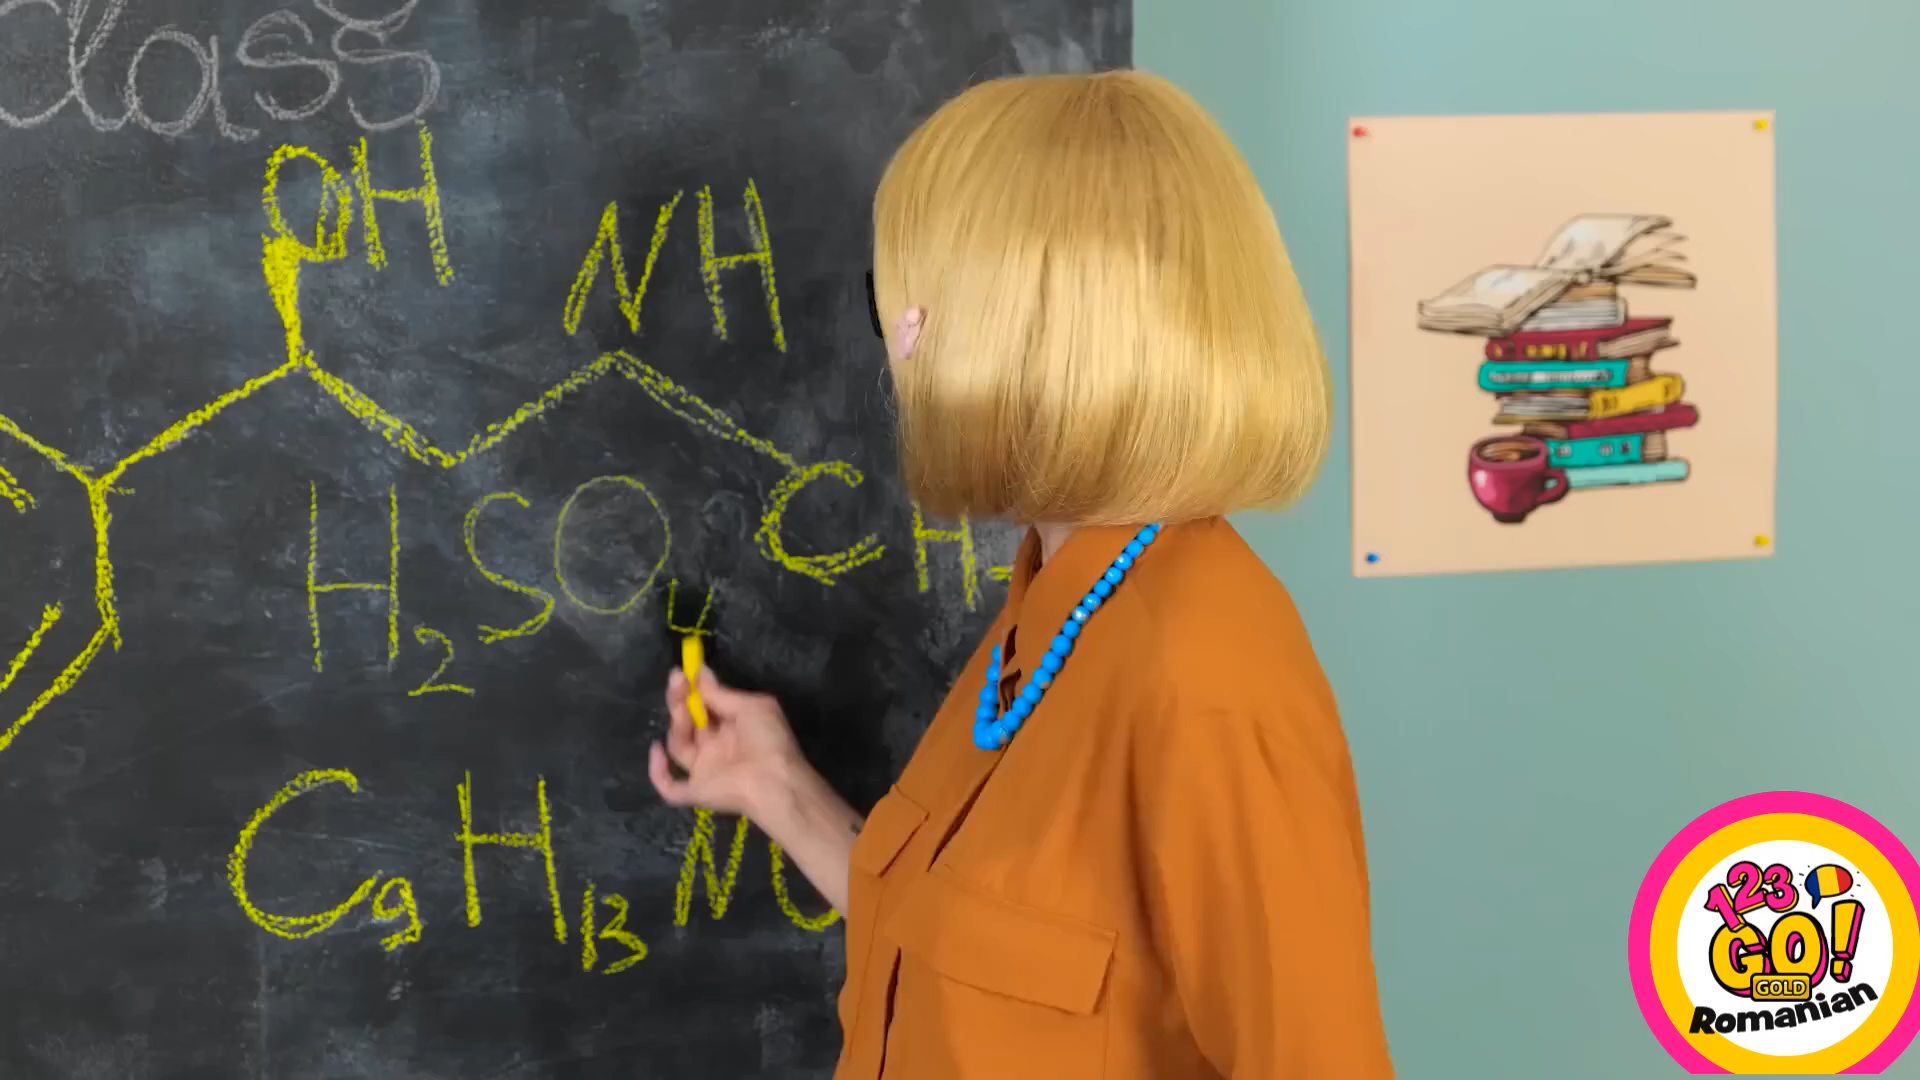 class
OH
NH
H₂SO₄
CH
C₉H₁₃N
123
GO!
GOLD
Romanian